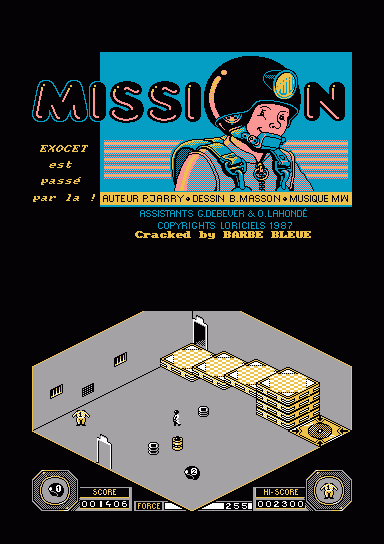 MISSION
EXOCET
est
passé
par la !
AUTEUR P.JARRY • DESSIN B.MASSON • MUSIQUE MW
ASSISTANTS G.DEBEVER & O.LAHONDÉ
COPYRIGHTS LORICIELS 1987
Cracked by BARBE BLEUE
SCORE
001406
FORCE
255
HI-SCORE
002300